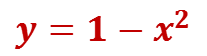 y = 1 − x²